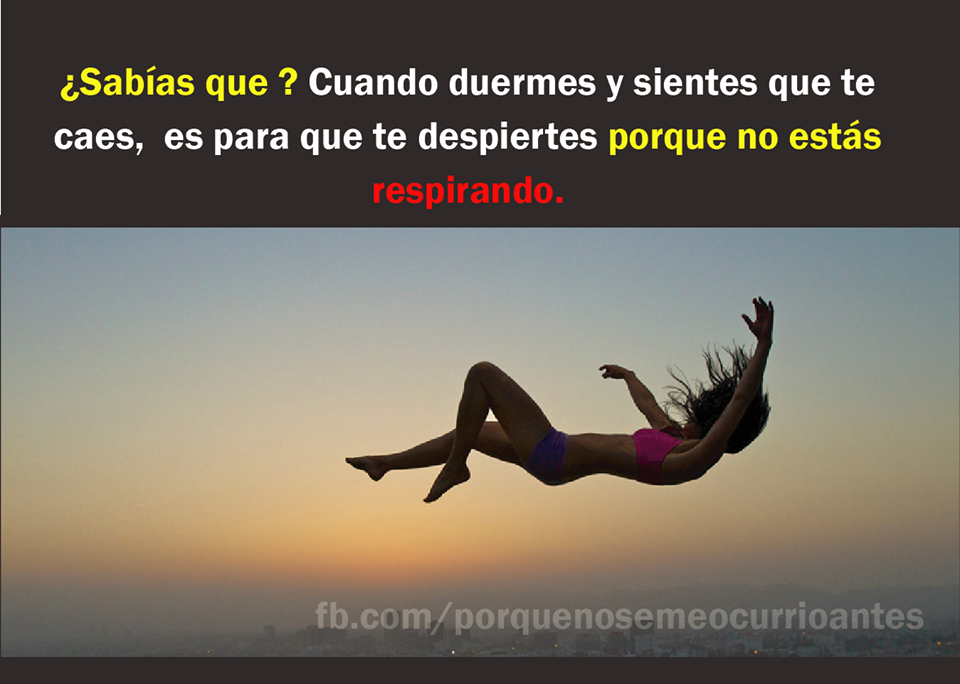 ¿Sabías que ? Cuando duermes y sientes que te
caes,  es para que te despiertes porque no estás
respirando.
fb.com/porquenosemeocurrioantes